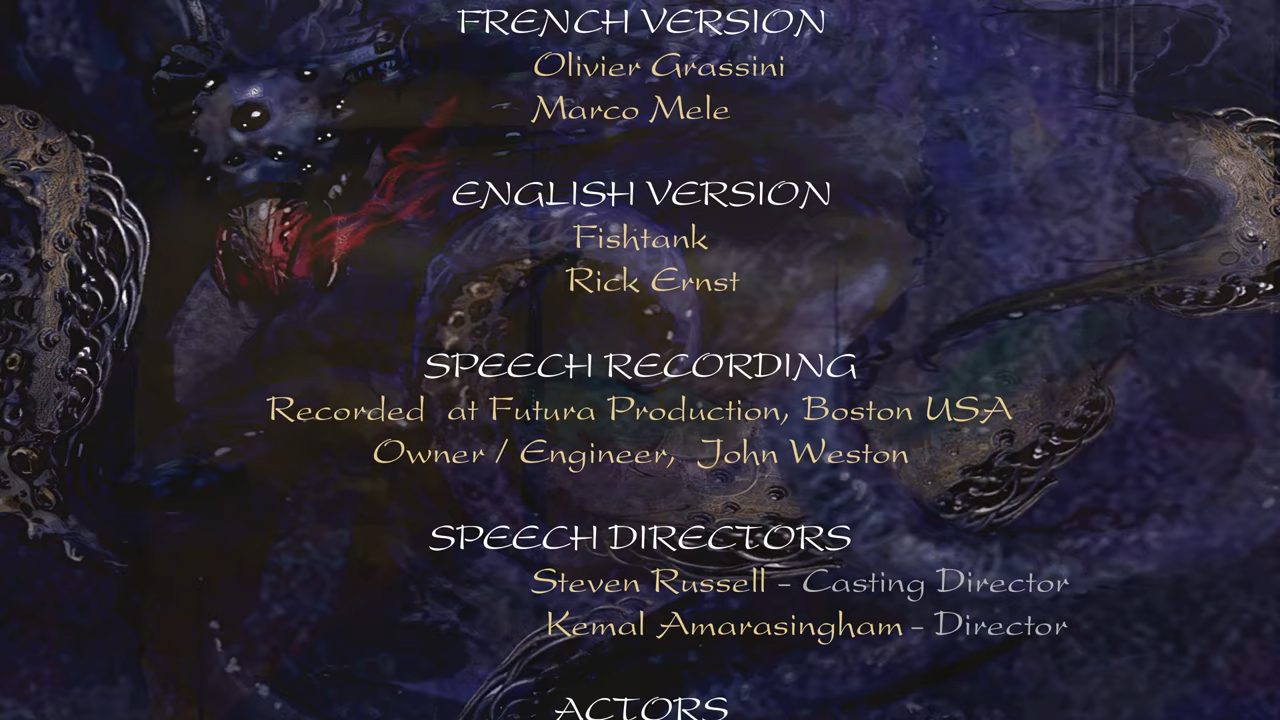 FRENCH VERSION
Olivier Grassini
Marco Mele
ENGLISH VERSION
Fishtank
Rick Ernst
SPEECH RECORDING
Recorded at Futura Production, Boston USA
Owner / Engineer, John Weston
SPEECH DIRECTORS
Steven Russell – Casting Director
Kemal Amarasingham – Director
ACTORS